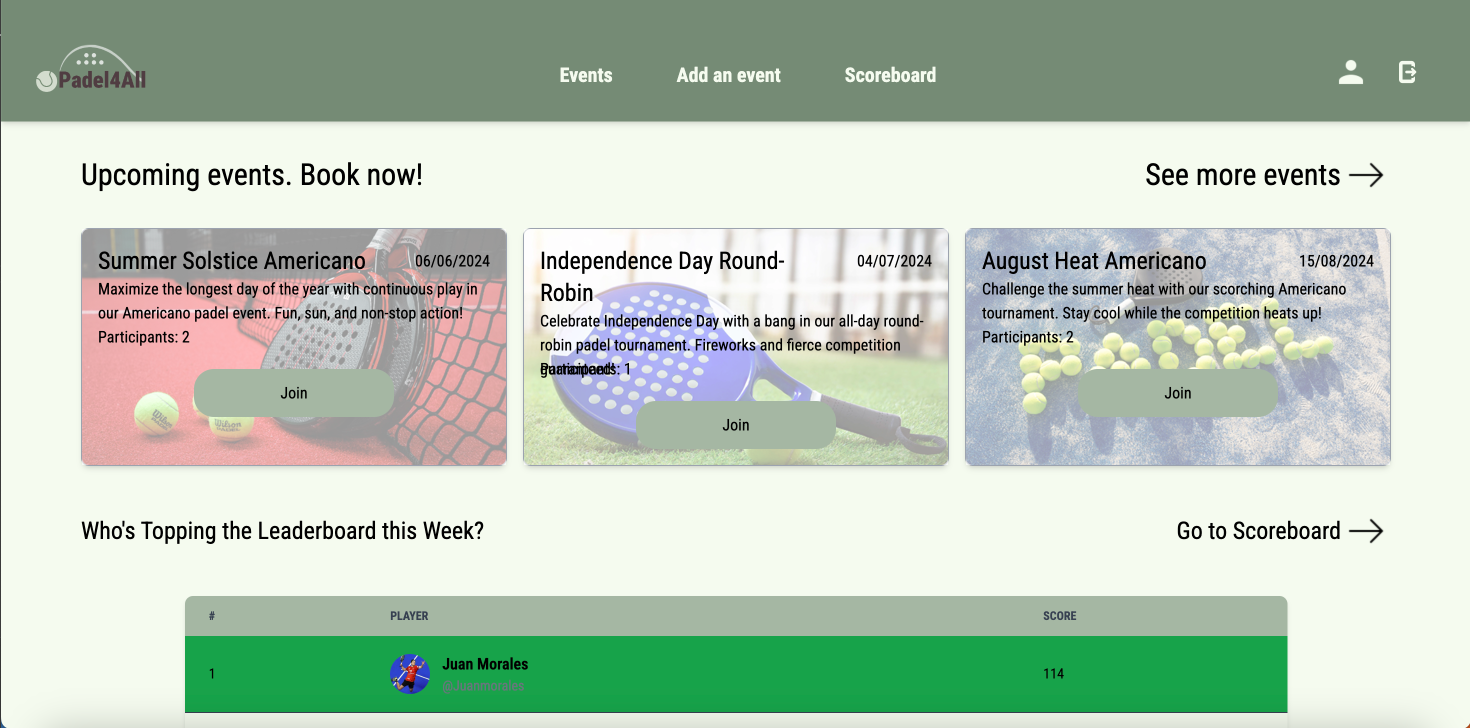 Padel4All
Events
Add an event
Scoreboard
Upcoming events. Book now!
See more events
Summer Solstice Americano
06/06/2024
Maximize the longest day of the year with continuous play in
our Americano padel event. Fun, sun, and non-stop action!
Participants: 2
Join
Independence Day Round-
Robin
04/07/2024
Celebrate Independence Day with a bang in our all-day round-
robin padel tournament. Fireworks and fierce competition
guaranteed!
Participants: 1
Join
August Heat Americano
15/08/2024
Challenge the summer heat with our scorching Americano
tournament. Stay cool while the competition heats up!
Participants: 2
Join
Wilson
Wilson
Who's Topping the Leaderboard this Week?
Go to Scoreboard
# PLAYER SCORE
1 Juan Morales 114
@Juanmorales